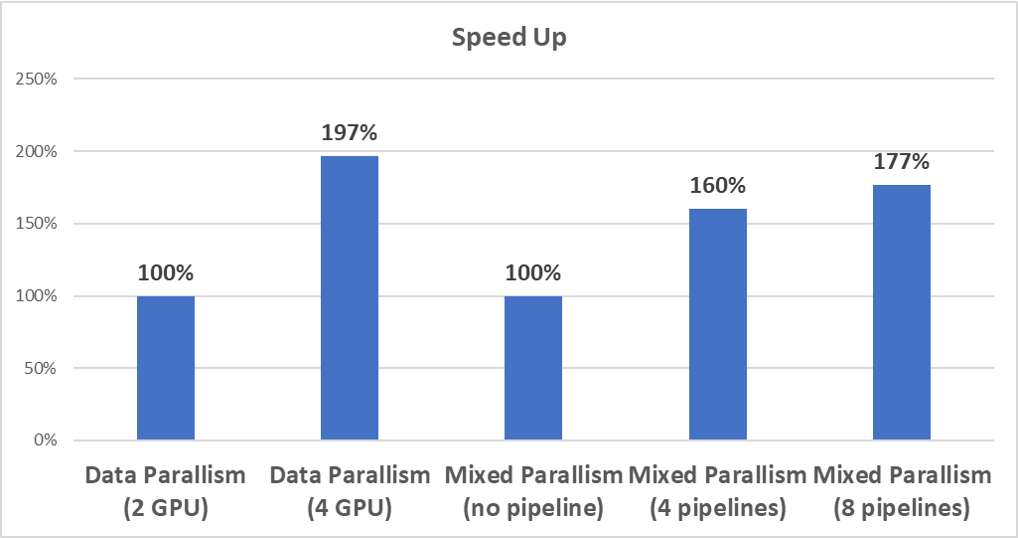 Speed Up
250%
200%
150%
100%
50%
0%
100%
197%
100%
160%
177%
Data Parallism
(2 GPU)
Data Parallism
(4 GPU)
Mixed Parallism
(no pipeline)
Mixed Parallism
(4 pipelines)
Mixed Parallism
(8 pipelines)